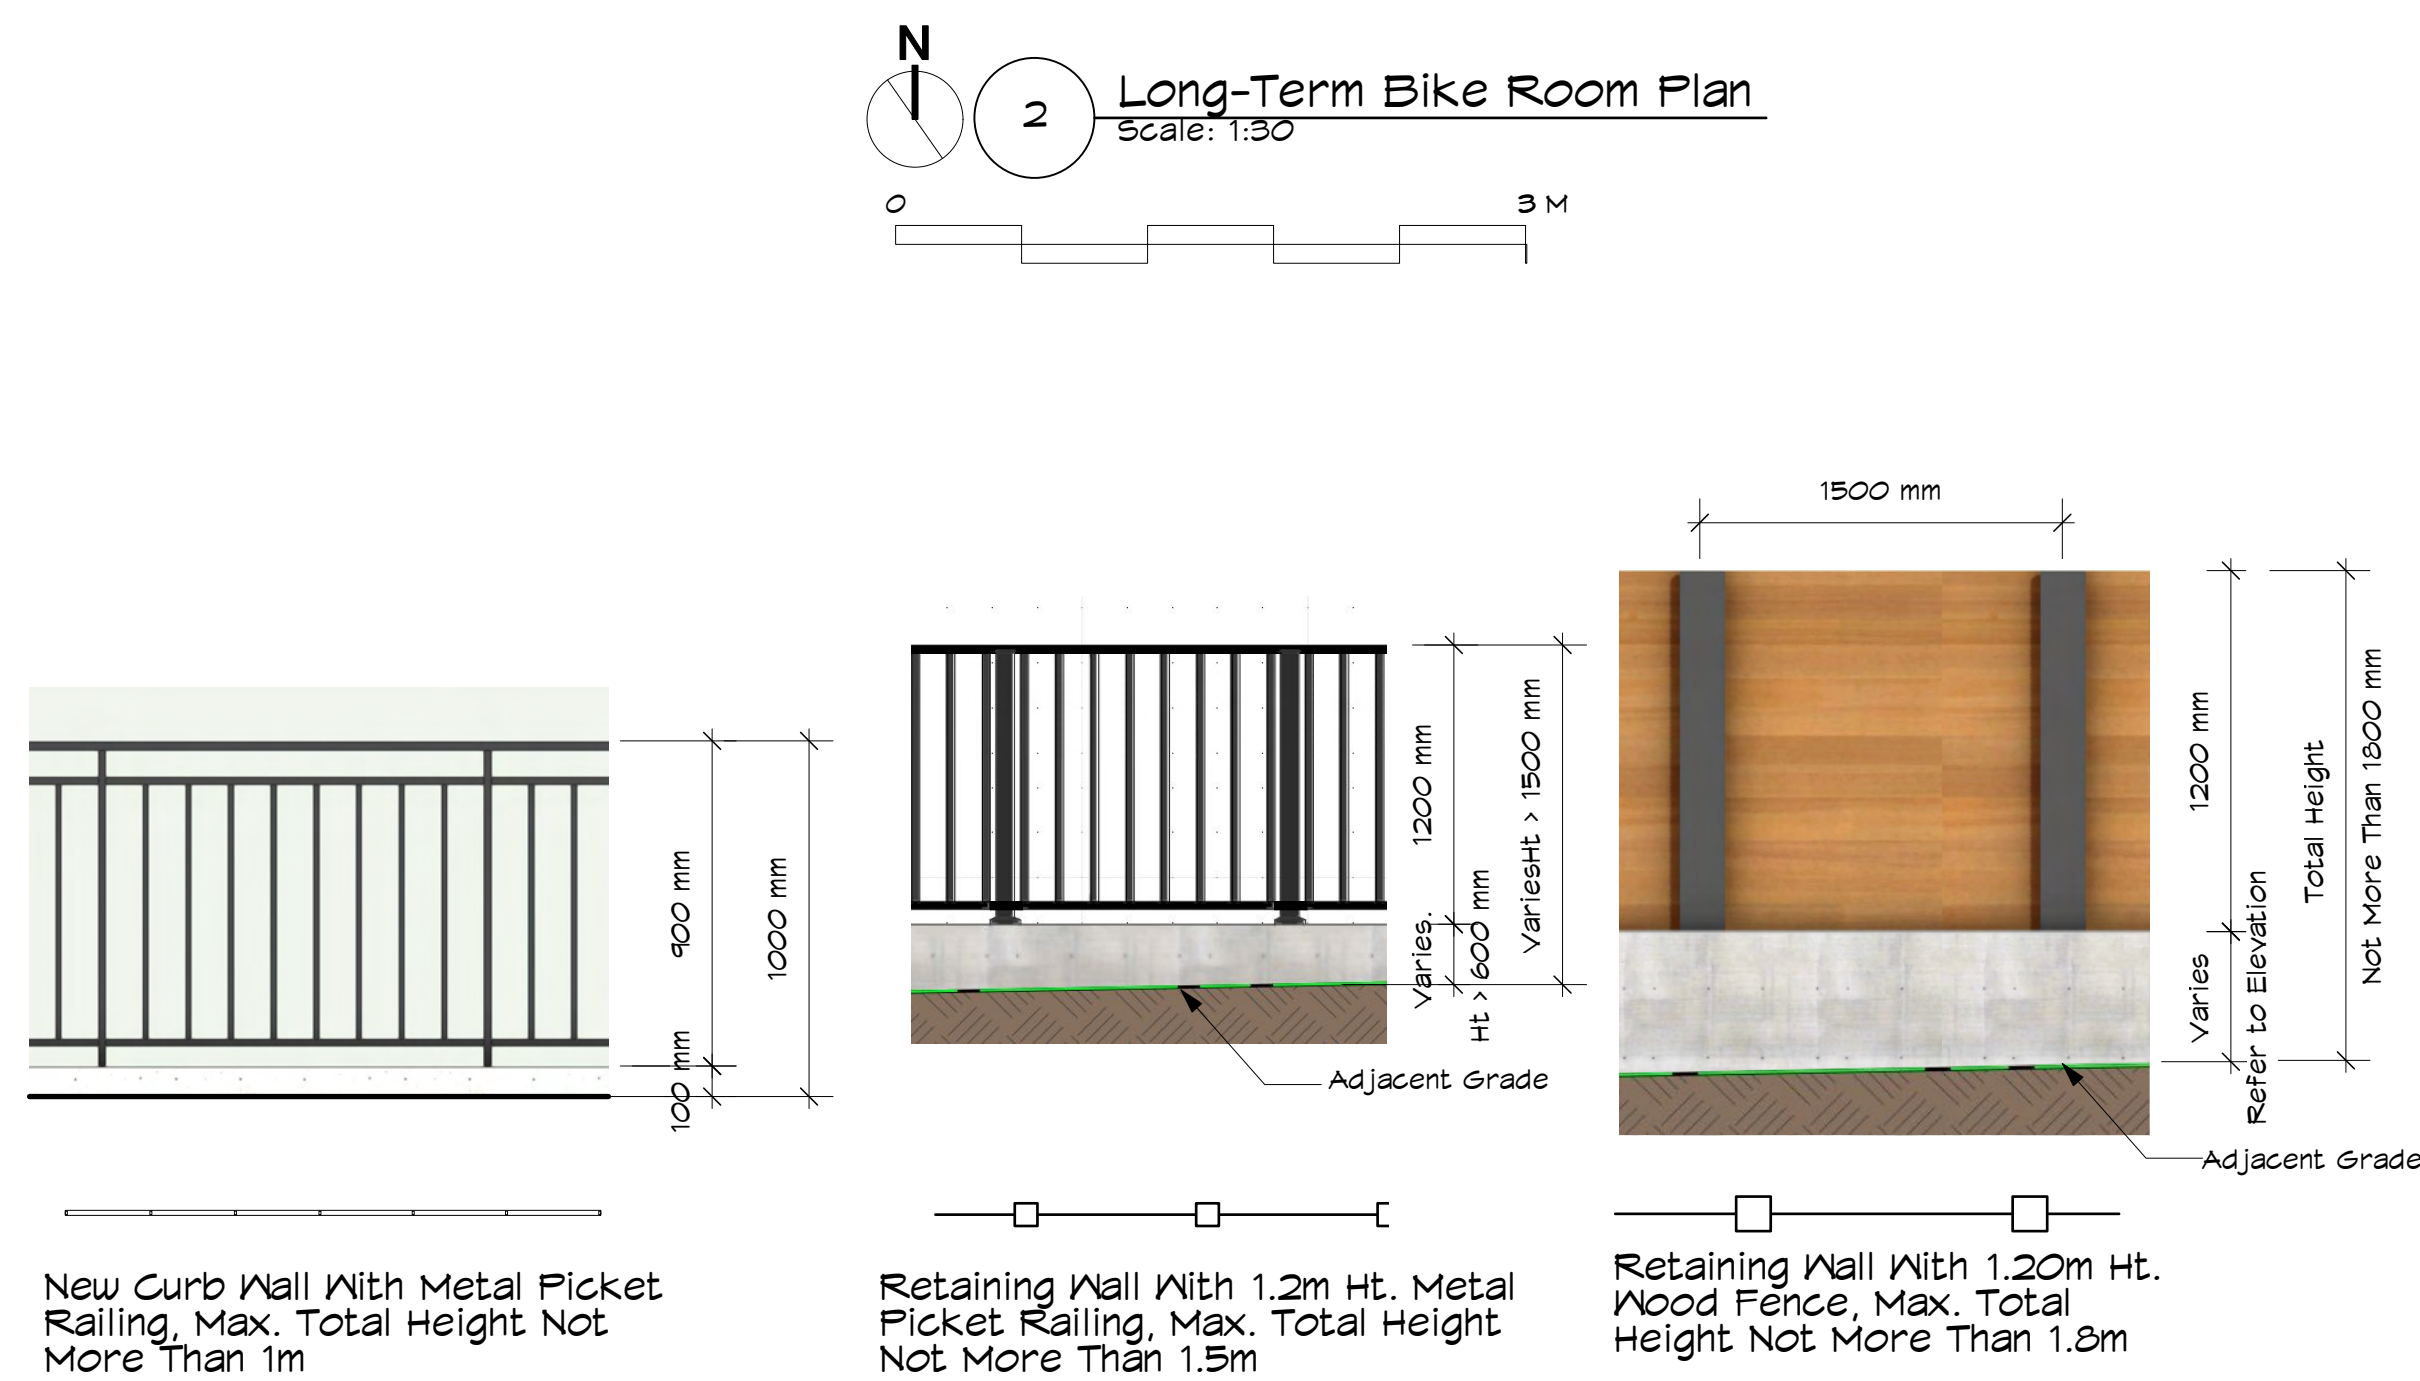 N
2
Long-Term Bike Room Plan
Scale: 1:30
0
3 M
900 mm
1000 mm
100 mm
New Curb Wall With Metal Picket
Railing, Max. Total Height Not
More Than 1m
1200 mm
Varies.
Ht > 600 mm
VariesHt > 1500 mm
Adjacent Grade
Retaining Wall With 1.2m Ht. Metal
Picket Railing, Max. Total Height
Not More Than 1.5m
1500 mm
1200 mm
Varies
Refer to Elevation
Total Height
Not More Than 1800 mm
Adjacent Grade
Retaining Wall With 1.20m Ht.
Wood Fence, Max. Total
Height Not More Than 1.8m